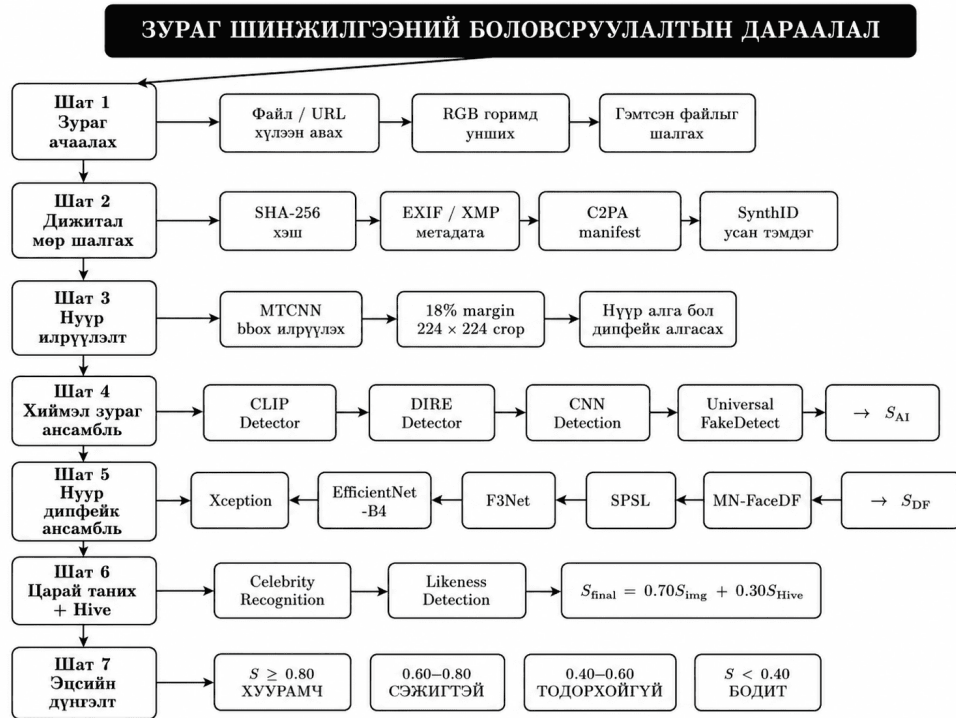 ЗУРАГ ШИНЖИЛГЭЭНИЙ БОЛОВСРУУЛАЛТЫН ДАРААЛАЛ
Шат 1
Зураг
ачаалах
Файл / URL
хүлээн авах
RGB горимд
унших
Гэмтсэн файлыг
шалгах
Шат 2
Дижитал
мөр шалгах
SHA-256
хэш
EXIF / XMP
метадата
C2PA
manifest
SynthID
усан тэмдэг
Шат 3
Нуүр
илрүүлэлт
MTCNN
bbox илрүүлэх
18% margin
224 × 224 crop
Нүүр алга бол
дипфейк алгасах
Шат 4
Хиймэл зураг
ансамбль
CLIP
Detector
DIRE
Detector
CNN
Detection
Universal
FakeDetect
→ S_AI
Шат 5
Нуур
дипфейк
ансамбль
Xception
EfficientNet
-B4
F3Net
SPSL
MN-FaceDF
→ S_DF
Шат 6
Царай таних
+ Hive
Celebrity
Recognition
Likeness
Detection
S_final = 0.70S_img + 0.30S_Hive
Шат 7
Эцсийн
дүнгэлт
S ≥ 0.80
ХУУРАМЧ
0.60–0.80
СЭЖИГТЭЙ
0.40–0.60
ТОДОРХОЙГҮЙ
S < 0.40
БОДИТ